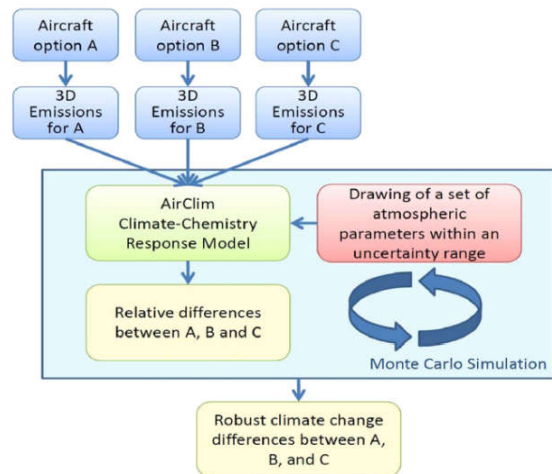 Aircraft
option A
Aircraft
option B
Aircraft
option C
3D
Emissions
for A
3D
Emissions
for B
3D
Emissions
for C
AirClim
Climate-Chemistry
Response Model
Drawing of a set of
atmospheric
parameters within an
uncertainty range
Relative differences
between A, B and C
Monte Carlo Simulation
Robust climate change
differences between A,
B, and C